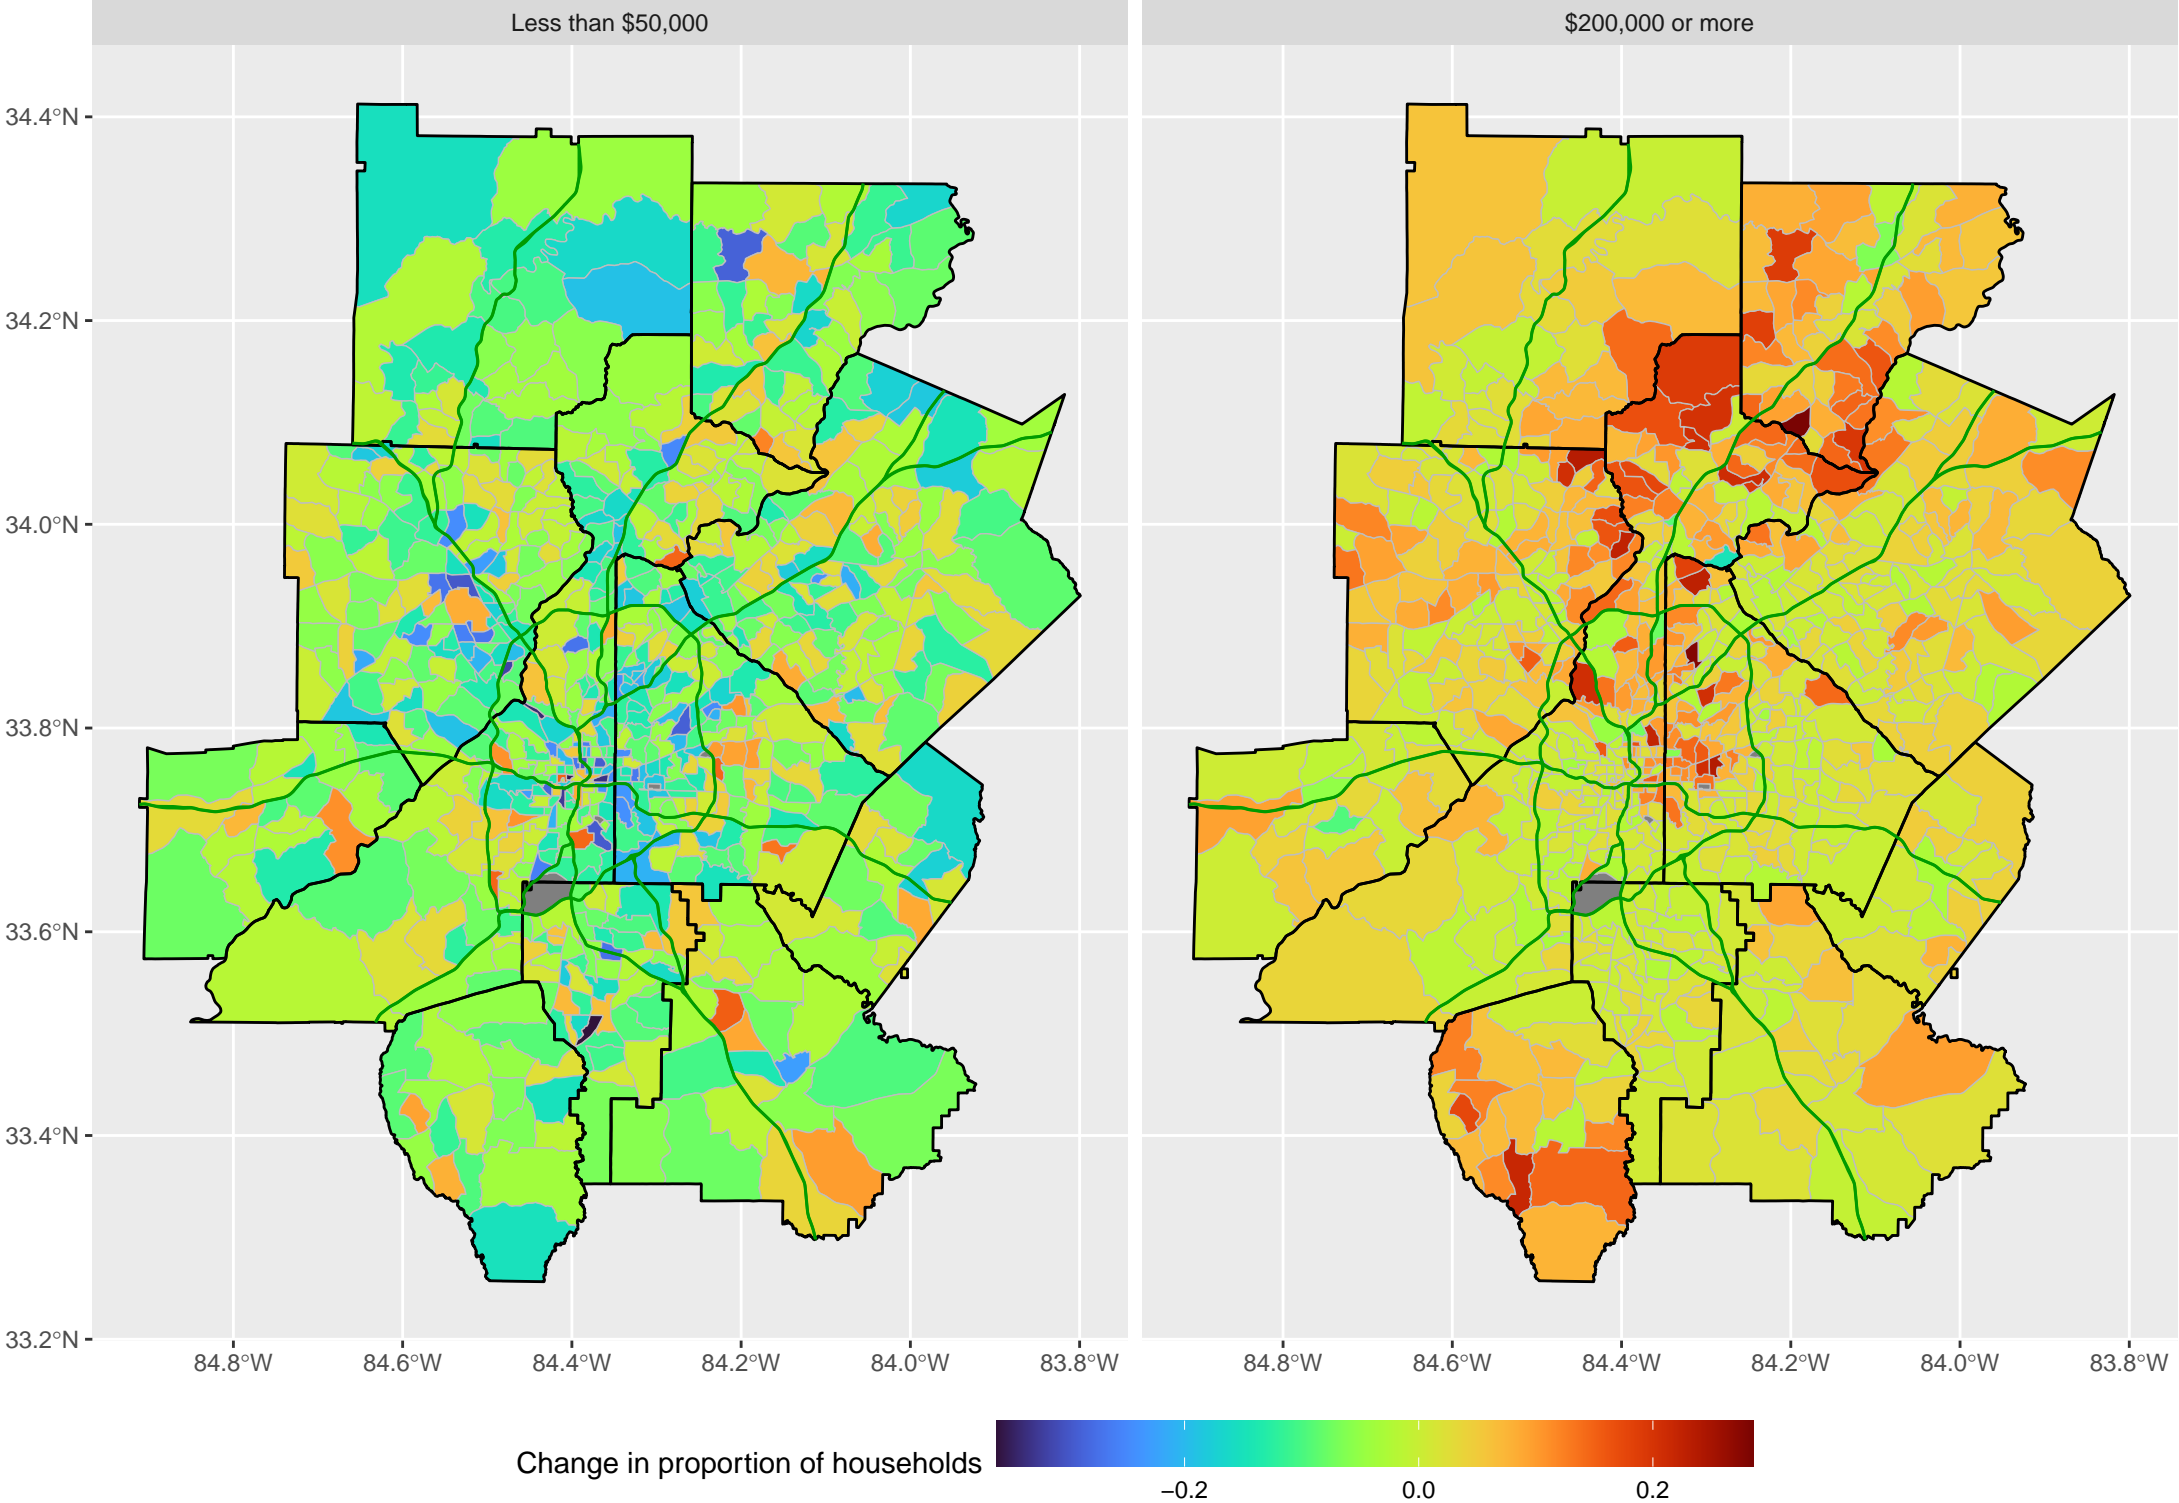 Less than $50,000
$200,000 or more
34.4°N
34.2°N
34.0°N
33.8°N
33.6°N
33.4°N
33.2°N
84.8°W 84.6°W 84.4°W 84.2°W 84.0°W 83.8°W 84.8°W 84.6°W 84.4°W 84.2°W 84.0°W 83.8°W
Change in proportion of households
−0.2 0.0 0.2